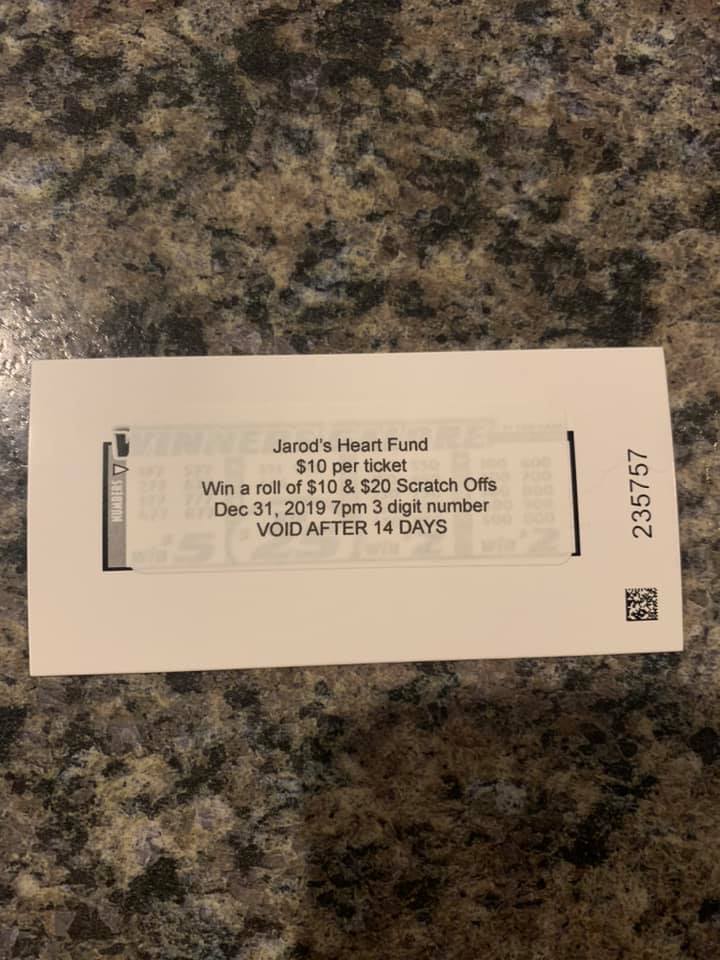 Jarod's Heart Fund
$10 per ticket
Win a roll of $10 & $20 Scratch Offs
Dec 31, 2019 7pm 3 digit number
VOID AFTER 14 DAYS
NUMBERS
235757